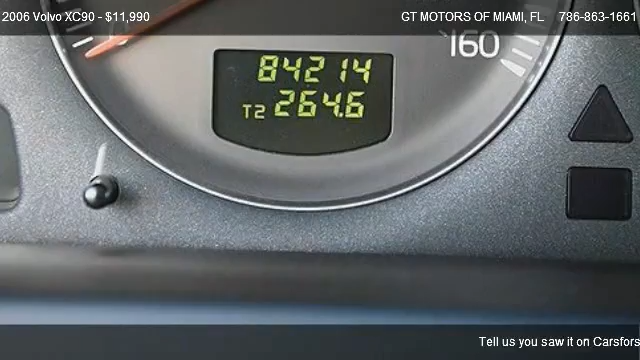 2006 Volvo XC90 - $11,990
GT MOTORS OF MIAMI, FL
786-863-1661
160
84214
T2 264.6
Tell us you saw it on Carsfors